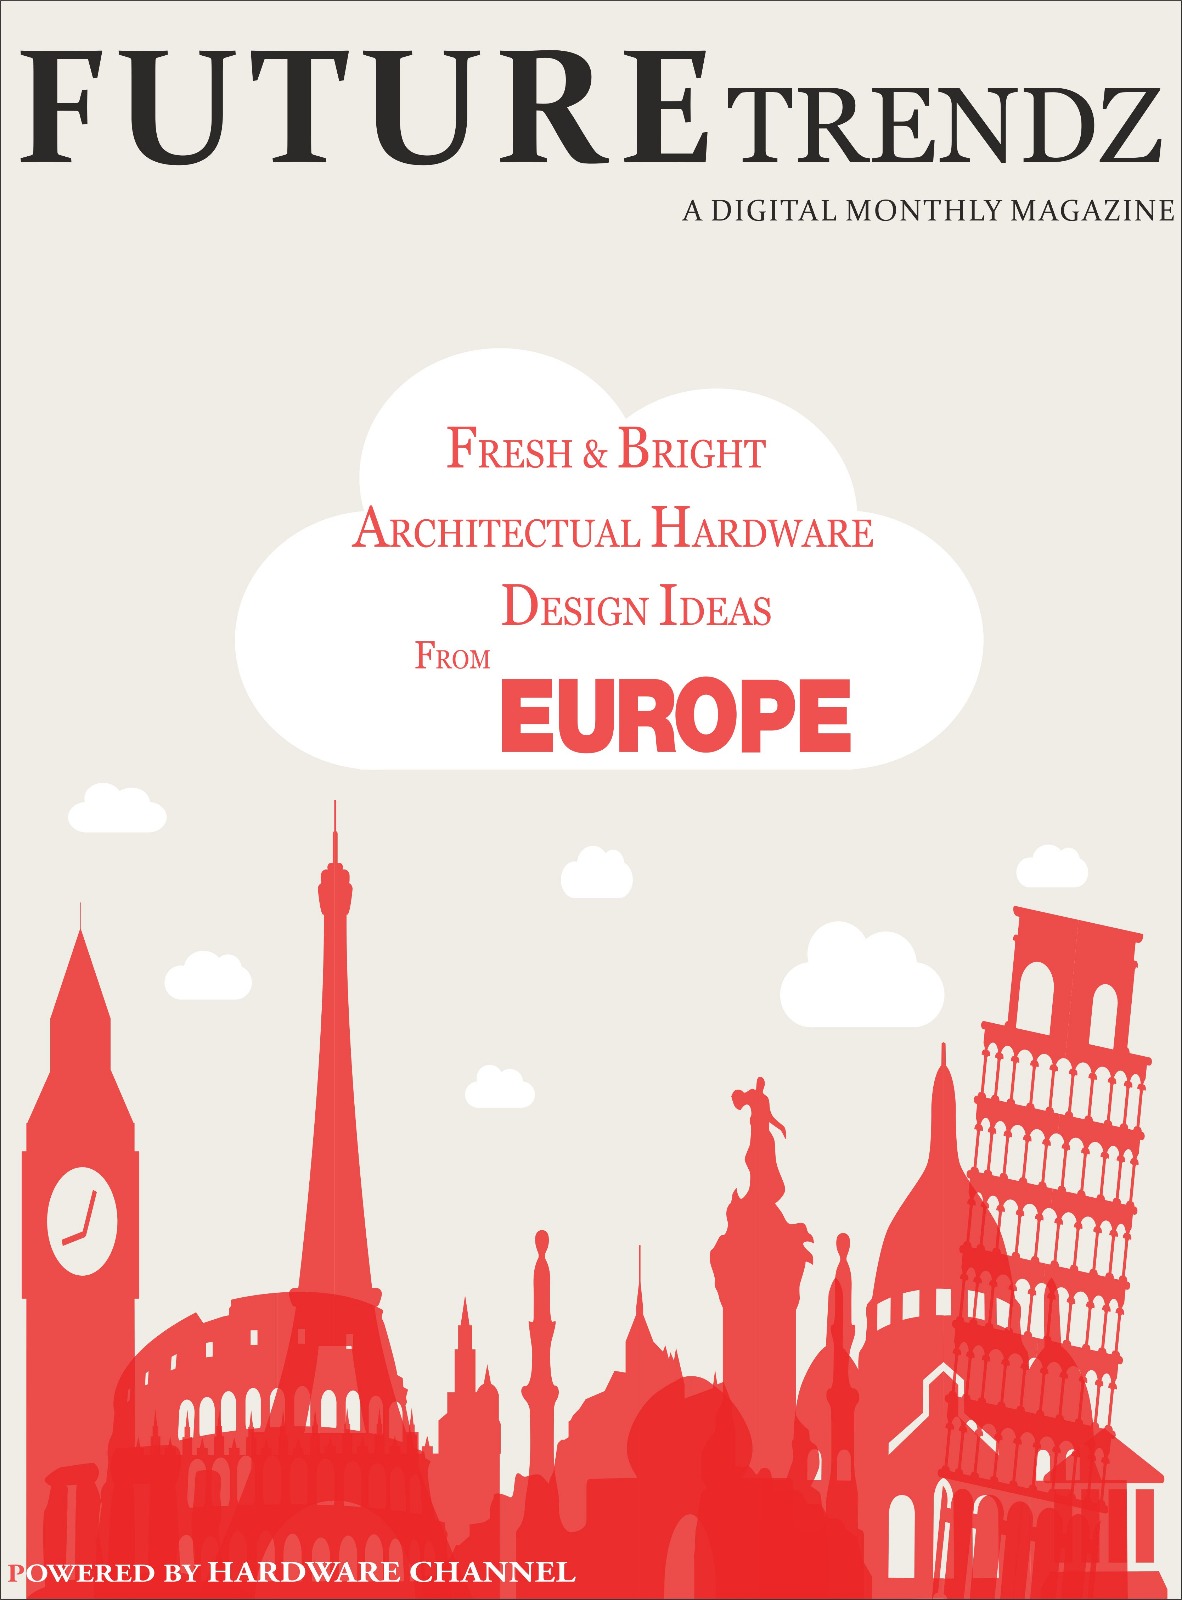 FUTURE TRENDZ
A DIGITAL MONTHLY MAGAZINE
FRESH & BRIGHT
ARCHITECTUAL HARDWARE
DESIGN IDEAS
FROM
EUROPE
POWERED BY HARDWARE CHANNEL